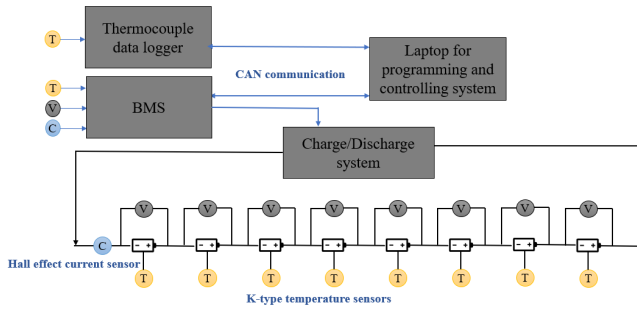 Thermocouple
data logger
T
Laptop for
programming and
controlling system
CAN communication
T
V
C
BMS
Charge/Discharge
system
V V V V V V V V
C
- + - + - + - + - + - + - + - +
Hall effect current sensor
T T T T T T T T
K-type temperature sensors